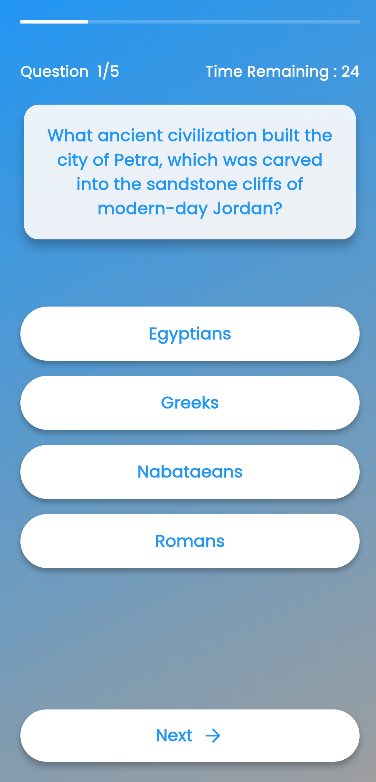 Question 1/5
Time Remaining : 24
What ancient civilization built the
city of Petra, which was carved
into the sandstone cliffs of
modern-day Jordan?
Egyptians
Greeks
Nabataeans
Romans
Next →